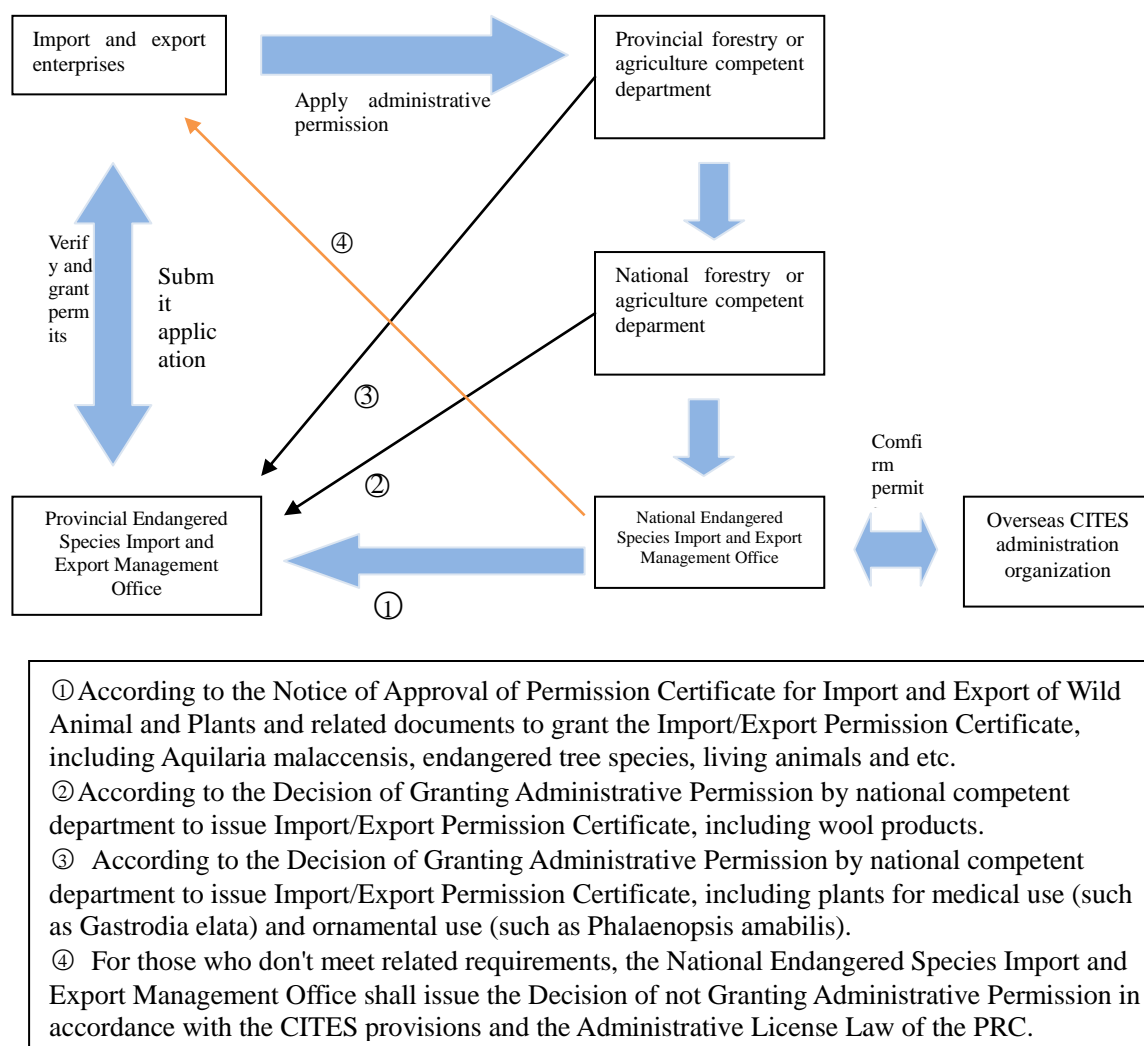 Import and export
enterprises
Provincial forestry or
agriculture competent
department
Apply administrative
permission
Verif
y and
grant
perm
its
Subm
it
applic
ation
④
National forestry or
agriculture competent
deparment
③
②
Comfi
rm
permit
Provincial Endangered
Species Import and
Export Management
Office
National Endangered
Species Import and Export
Management Office
Overseas CITES
administration
organization
①
①According to the Notice of Approval of Permission Certificate for Import and Export of Wild
Animal and Plants and related documents to grant the Import/Export Permission Certificate,
including Aquilaria malaccensis, endangered tree species, living animals and etc.
②According to the Decision of Granting Administrative Permission by national competent
department to issue Import/Export Permission Certificate, including wool products.
③ According to the Decision of Granting Administrative Permission by national competent
department to issue Import/Export Permission Certificate, including plants for medical use (such
as Gastrodia elata) and ornamental use (such as Phalaenopsis amabilis).
④ For those who don't meet related requirements, the National Endangered Species Import and
Export Management Office shall issue the Decision of not Granting Administrative Permission in
accordance with the CITES provisions and the Administrative License Law of the PRC.